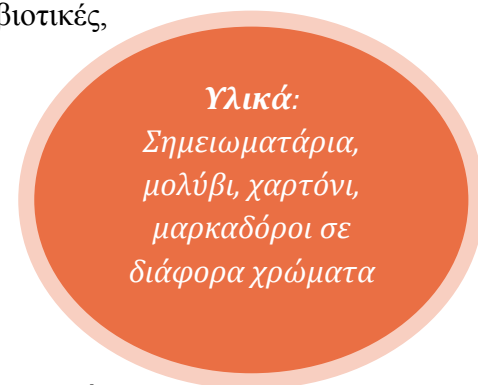 βιοτικές,
Υλικά:
Σημειωματάρια,
μολύβι, χαρτόνι,
μαρκαδόροι σε
διάφορα χρώματα